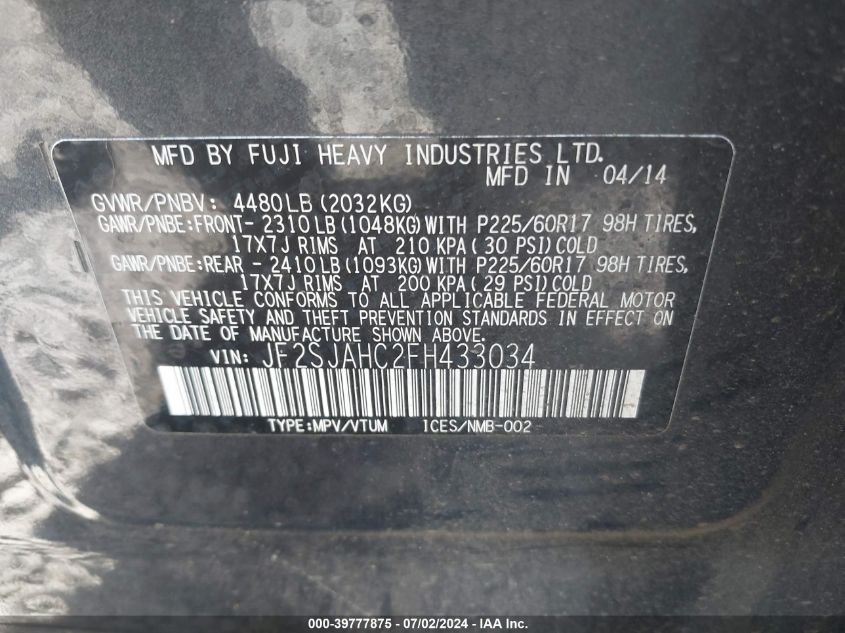 MFD BY FUJI HEAVY INDUSTRIES LTD.
MFD IN 04/14
GVWR/PNBV: 4480LB(2032KG)
GAWR/PNBE:FRONT- 2310LB(1048KG)WITH P225/60R17 98H TIRES,
17X7J RIMS AT 210 KPA(30 PSI)COLD
GAWR/PNBE:REAR - 2410LB(1093KG)WITH P225/60R17 98H TIRES,
17X7J RIMS AT 200 KPA(29 PSI)COLD
THIS VEHICLE CONFORMS TO ALL APPLICABLE FEDERAL MOTOR
VEHICLE SAFETY AND THEFT PREVENTION STANDARDS IN EFFECT ON
THE DATE OF MANUFACTURE SHOWN ABOVE.
VIN: JF2SJAHC2FH433034
TYPE:MPV/VTUM ICES/NMB-002
000-39777875 / 07/02/2024 - IAA Inc.